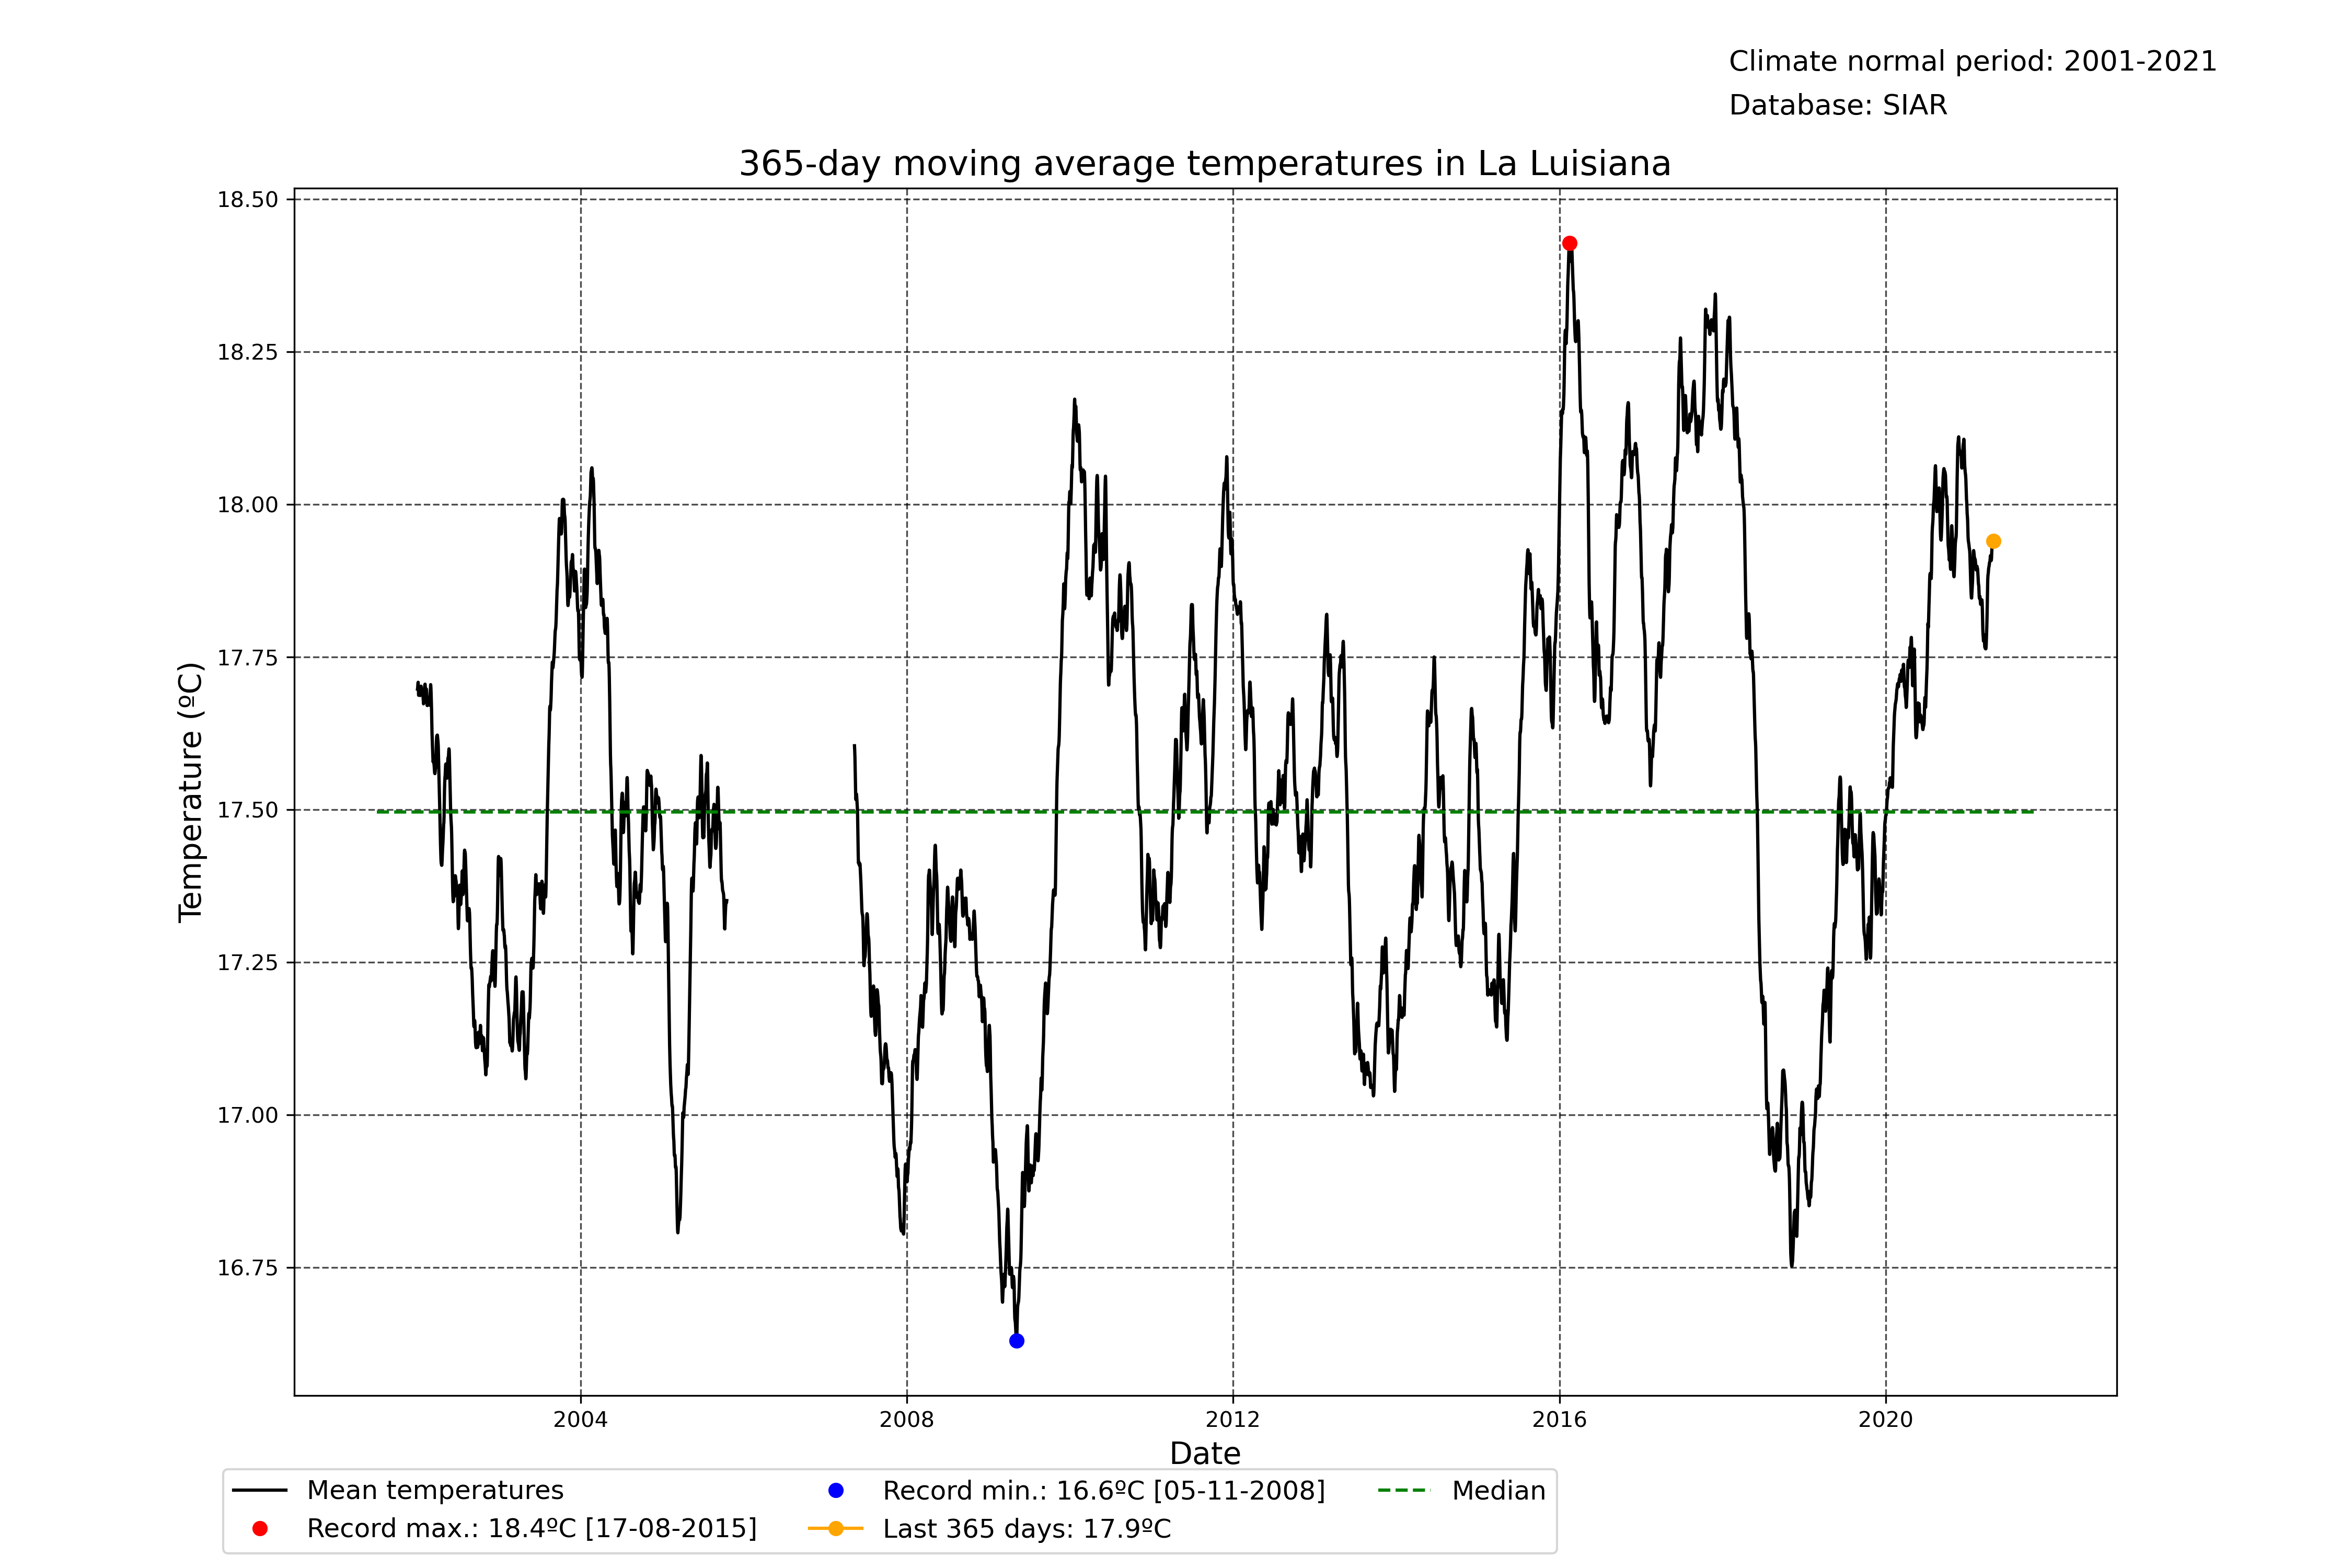 Climate normal period: 2001-2021
Database: SIAR
365-day moving average temperatures in La Luisiana
18.50
18.25
18.00
17.75
17.50
17.25
17.00
16.75
Temperature (ºC)
2004 2008 2012 2016 2020
Date
Mean temperatures
Record max.: 18.4ºC [17-08-2015]
Record min.: 16.6ºC [05-11-2008]
Last 365 days: 17.9ºC
Median